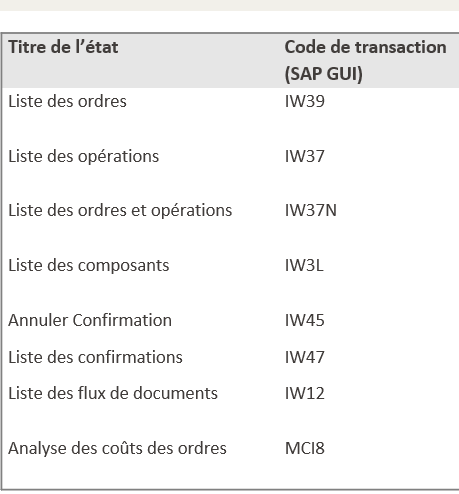 Titre de l’état Code de transaction
(SAP GUI)
Liste des ordres IW39
Liste des opérations IW37
Liste des ordres et opérations IW37N
Liste des composants IW3L
Annuler Confirmation IW45
Liste des confirmations IW47
Liste des flux de documents IW12
Analyse des coûts des ordres MCI8